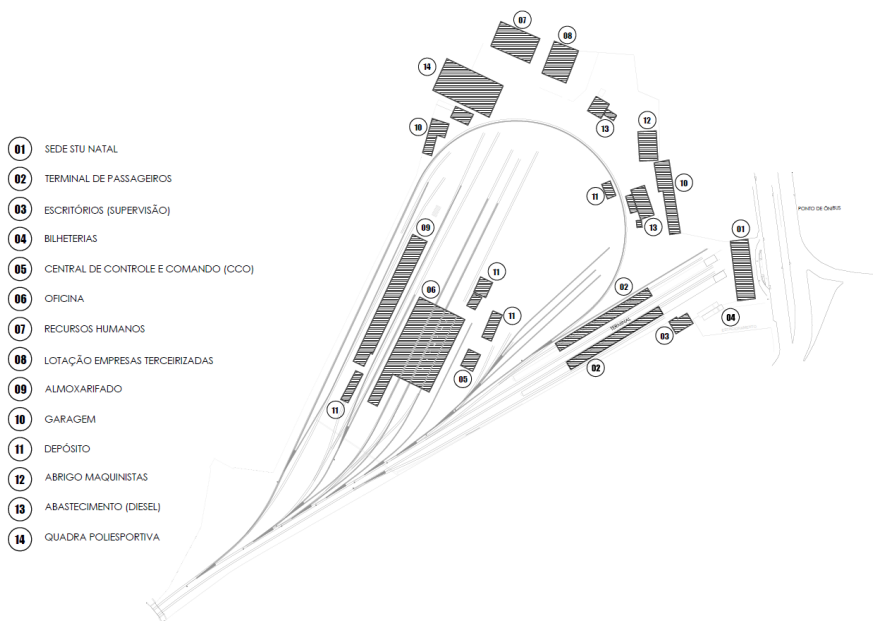 01 SEDE STU NATAL
02 TERMINAL DE PASSAGEIROS
03 ESCRITÓRIOS (SUPERVISÃO)
04 BILHETERIAS
05 CENTRAL DE CONTROLE E COMANDO (CCO)
06 OFICINA
07 RECURSOS HUMANOS
08 LOTAÇÃO EMPRESAS TERCEIRIZADAS
09 ALMOXARIFADO
10 GARAGEM
11 DEPÓSITO
12 ABRIGO MAQUINISTAS
13 ABASTECIMENTO (DIESEL)
14 QUADRA POLIESPORTIVA
07
08
14
10
13
12
10
11
13
01
PONTO DE ÔNIBUS
09
11
06
02
11
TERMINAL
04
03
05
02
11